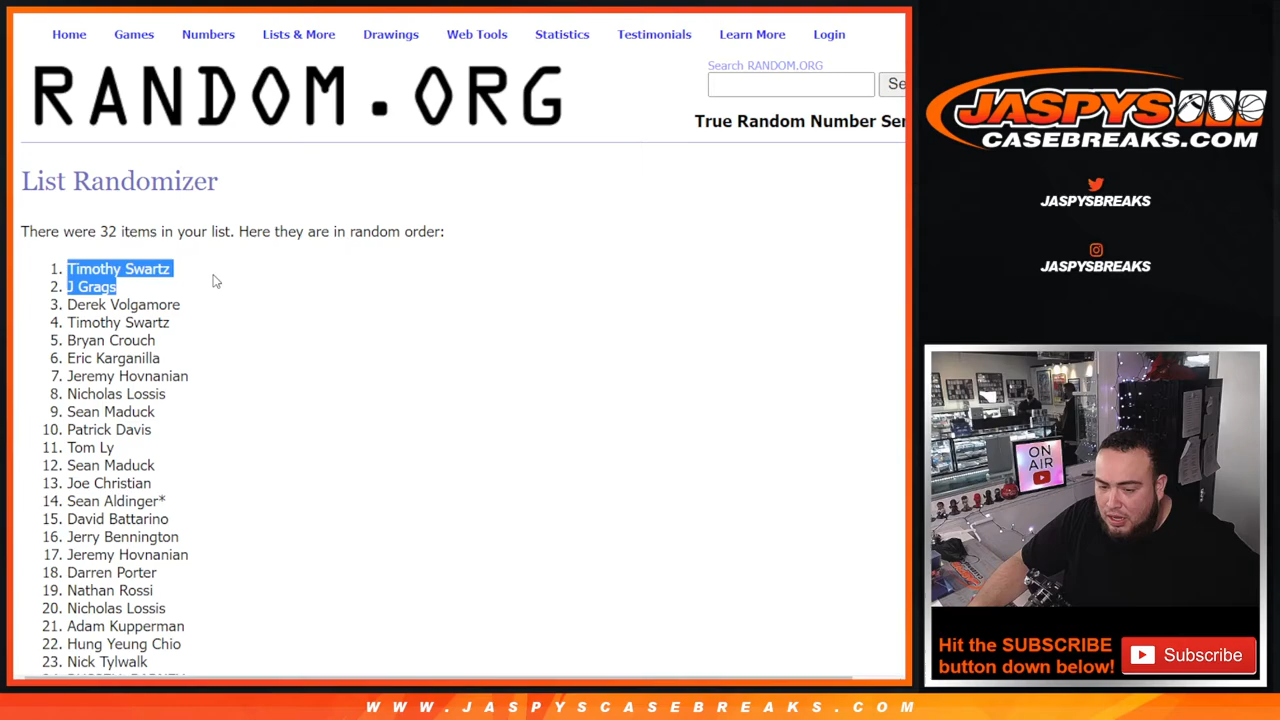 Home Games Numbers Lists & More Drawings Web Tools Statistics Testimonials Learn More Login
RANDOM.ORG
Search RANDOM.ORG
True Random Number
List Randomizer
There were 32 items in your list. Here they are in random order:
1. Timothy Swartz
2. J Grags
3. Derek Volgamore
4. Timothy Swartz
5. Bryan Crouch
6. Eric Karganilla
7. Jeremy Hovnanian
8. Nicholas Lossis
9. Sean Maduck
10. Patrick Davis
11. Tom Ly
12. Sean Maduck
13. Joe Christian
14. Sean Aldinger*
15. David Battarino
16. Jerry Bennington
17. Jeremy Hovnanian
18. Darren Porter
19. Nathan Rossi
20. Nicholas Lossis
21. Adam Kupperman
22. Hung Yeung Chio
23. Nick Tylwalk
JASPYS
CASEBREAKS.COM
JASPYSBREAKS
JASPYSBREAKS
ON
AIR
Hit the SUBSCRIBE
button down below!
Subscribe
WWW.JASPYSCASEBREAKS.COM